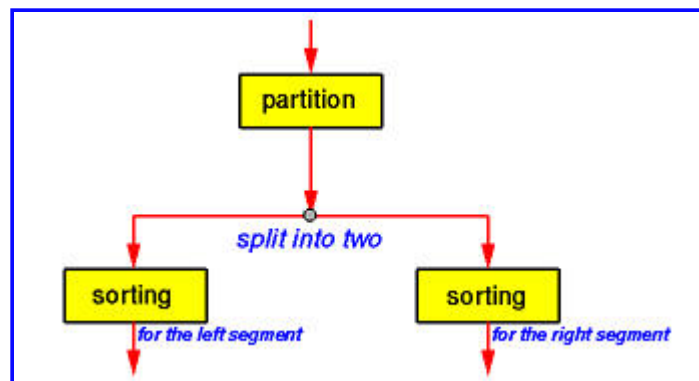 partition
split into two
sorting
sorting
for the left segment
for the right segment